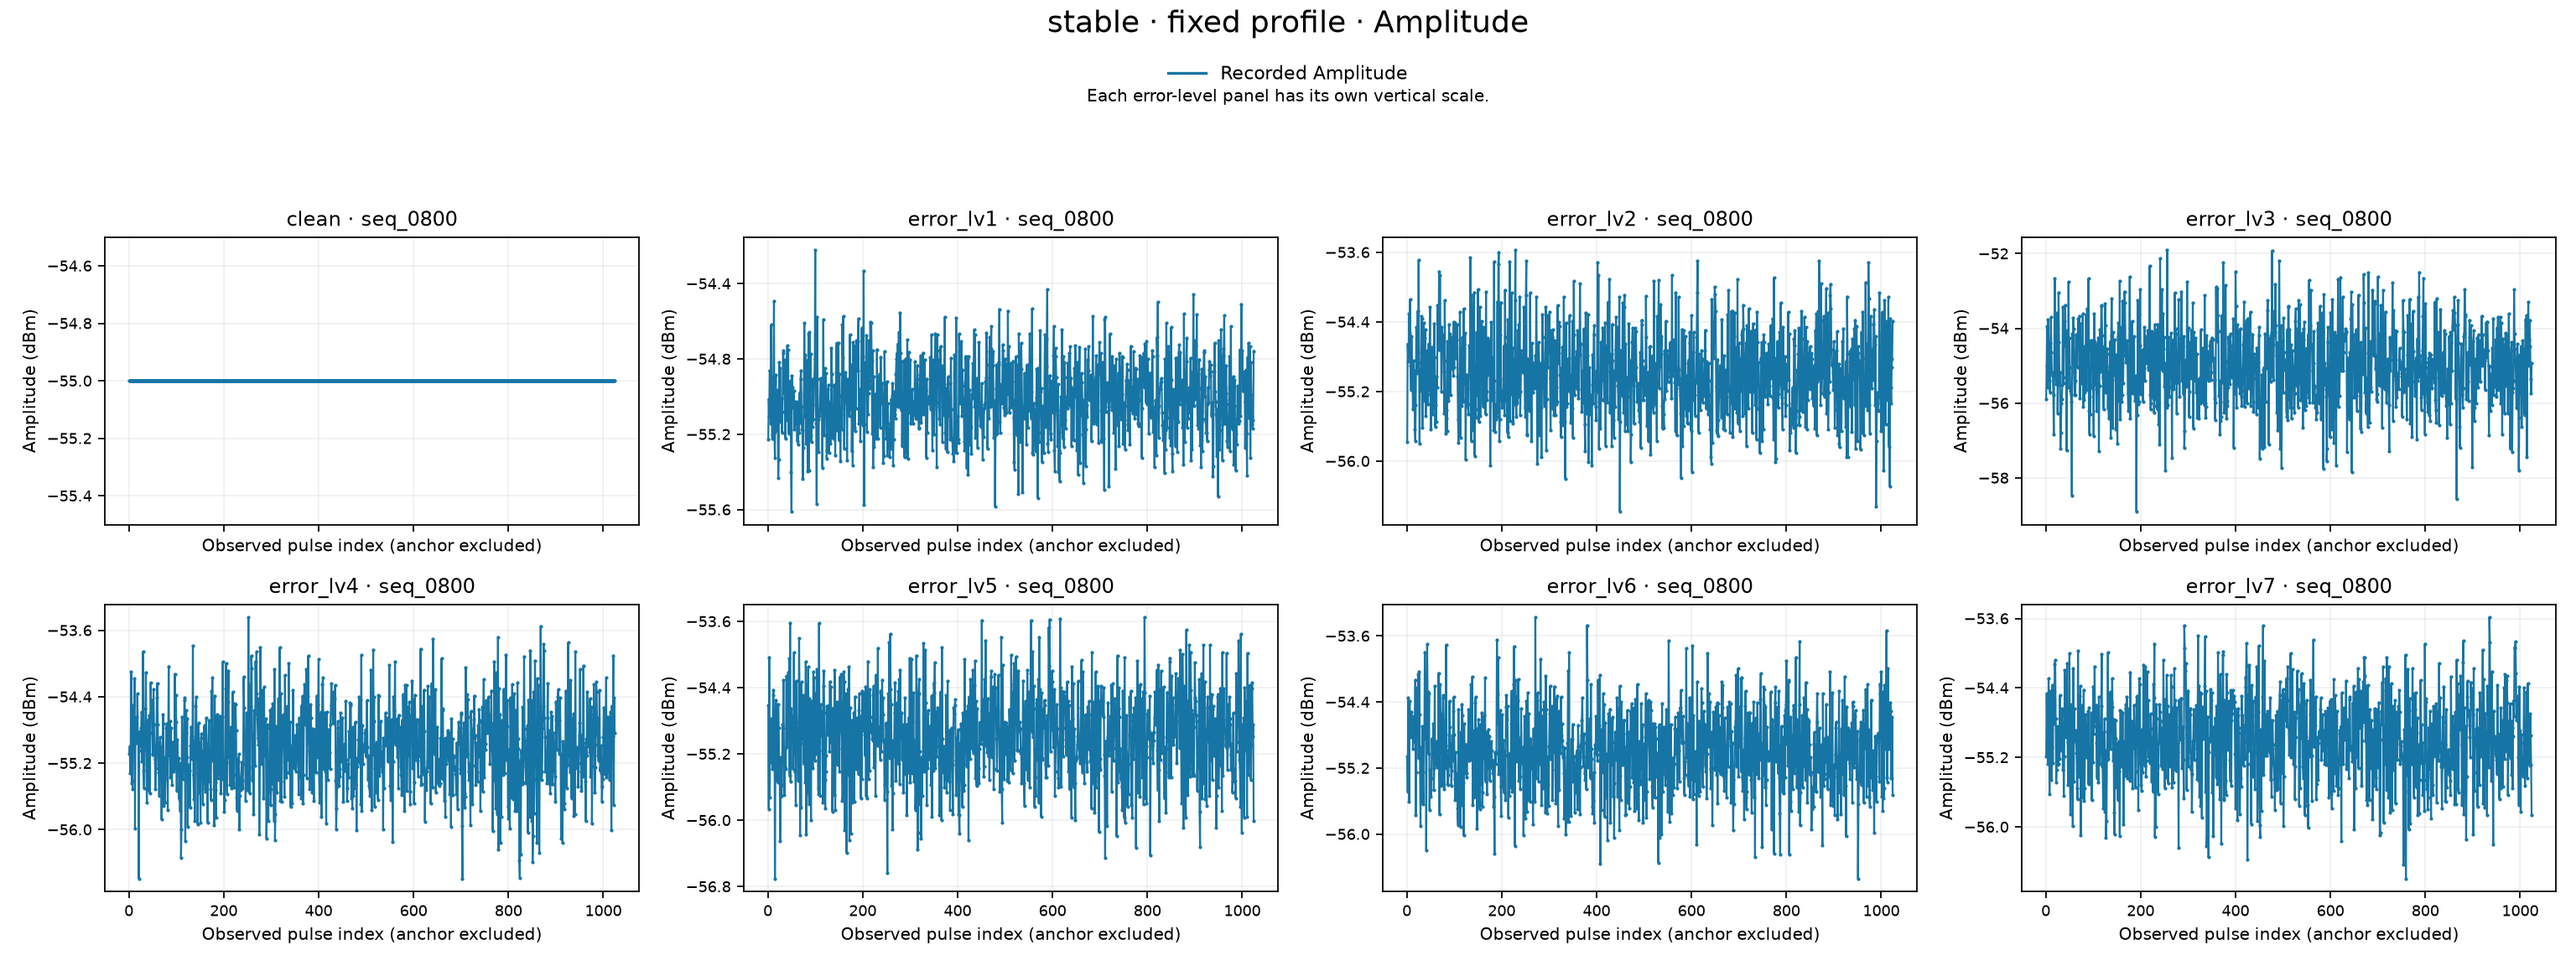 stable · fixed profile · Amplitude
Recorded Amplitude
Each error-level panel has its own vertical scale.
clean · seq_0800
−54.6
−54.8
−55.0
−55.2
−55.4
Amplitude (dBm)
Observed pulse index (anchor excluded)
error_lv1 · seq_0800
−54.4
−54.8
−55.2
−55.6
Amplitude (dBm)
Observed pulse index (anchor excluded)
error_lv2 · seq_0800
−53.6
−54.4
−55.2
−56.0
Amplitude (dBm)
Observed pulse index (anchor excluded)
error_lv3 · seq_0800
−52
−54
−56
−58
Amplitude (dBm)
Observed pulse index (anchor excluded)
error_lv4 · seq_0800
−53.6
−54.4
−55.2
−56.0
Amplitude (dBm)
0 200 400 600 800 1000
Observed pulse index (anchor excluded)
error_lv5 · seq_0800
−53.6
−54.4
−55.2
−56.0
−56.8
Amplitude (dBm)
0 200 400 600 800 1000
Observed pulse index (anchor excluded)
error_lv6 · seq_0800
−53.6
−54.4
−55.2
−56.0
Amplitude (dBm)
0 200 400 600 800 1000
Observed pulse index (anchor excluded)
error_lv7 · seq_0800
−53.6
−54.4
−55.2
−56.0
Amplitude (dBm)
0 200 400 600 800 1000
Observed pulse index (anchor excluded)